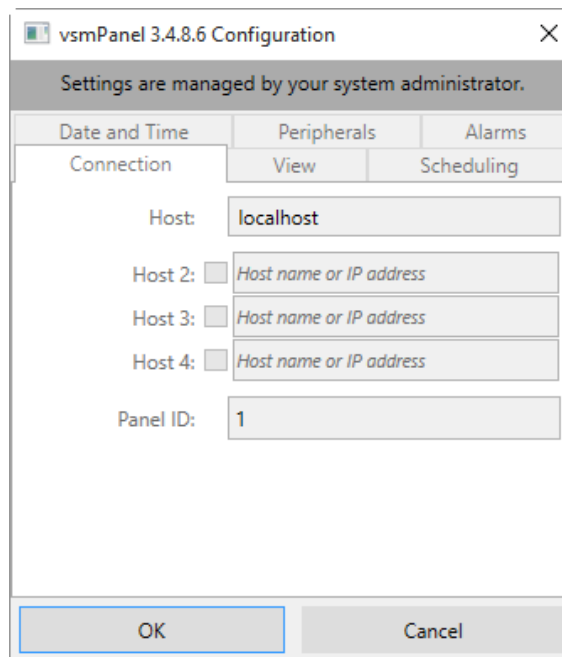 vsmPanel 3.4.8.6 Configuration
Settings are managed by your system administrator.
Date and Time Peripherals Alarms
Connection View Scheduling
Host: localhost
Host 2: Host name or IP address
Host 3: Host name or IP address
Host 4: Host name or IP address
Panel ID: 1
OK Cancel